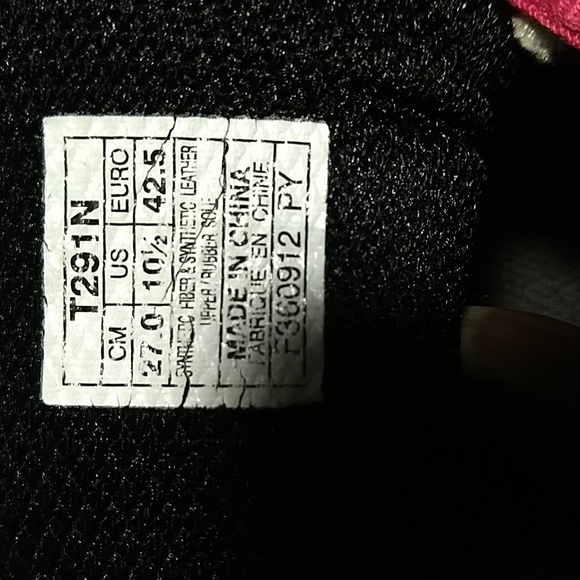 T291N
CM US EURO
27.0 10½ 42.5
SYNTHETIC FIBER & SYNTHETIC LEATHER
UPPER / RUBBER SOLE
MADE IN CHINA
FABRIQUE EN CHINE
F360912 PY